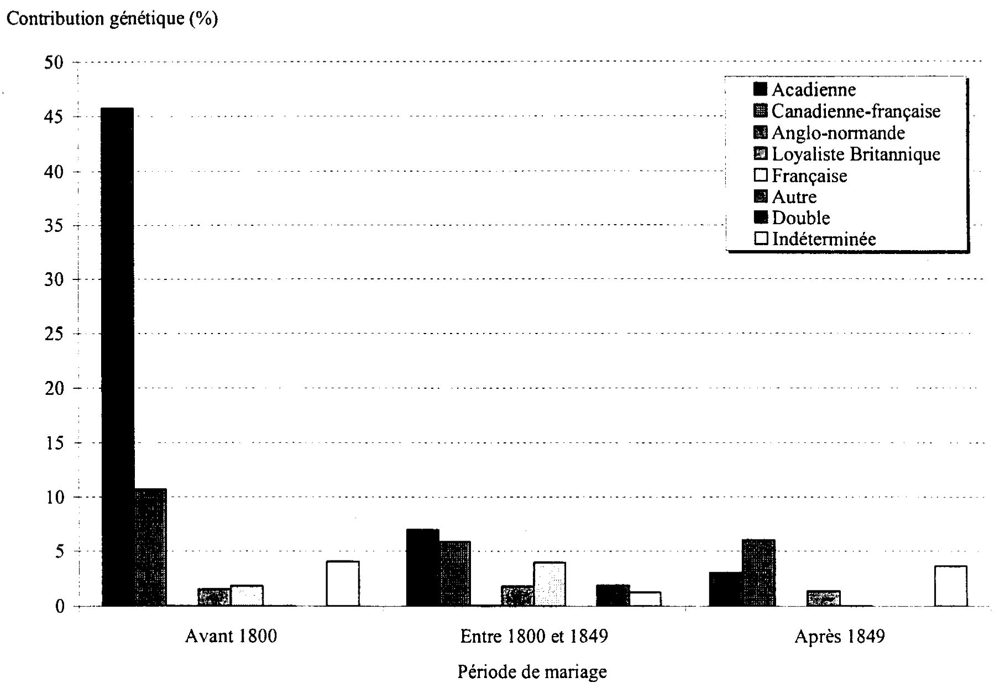 Contribution génétique (%)
50
45
40
35
30
25
20
15
10
5
0
Acadienne
Canadienne-française
Anglo-normande
Loyaliste Britannique
Française
Autre
Double
Indéterminée
Avant 1800
Entre 1800 et 1849
Après 1849
Période de mariage